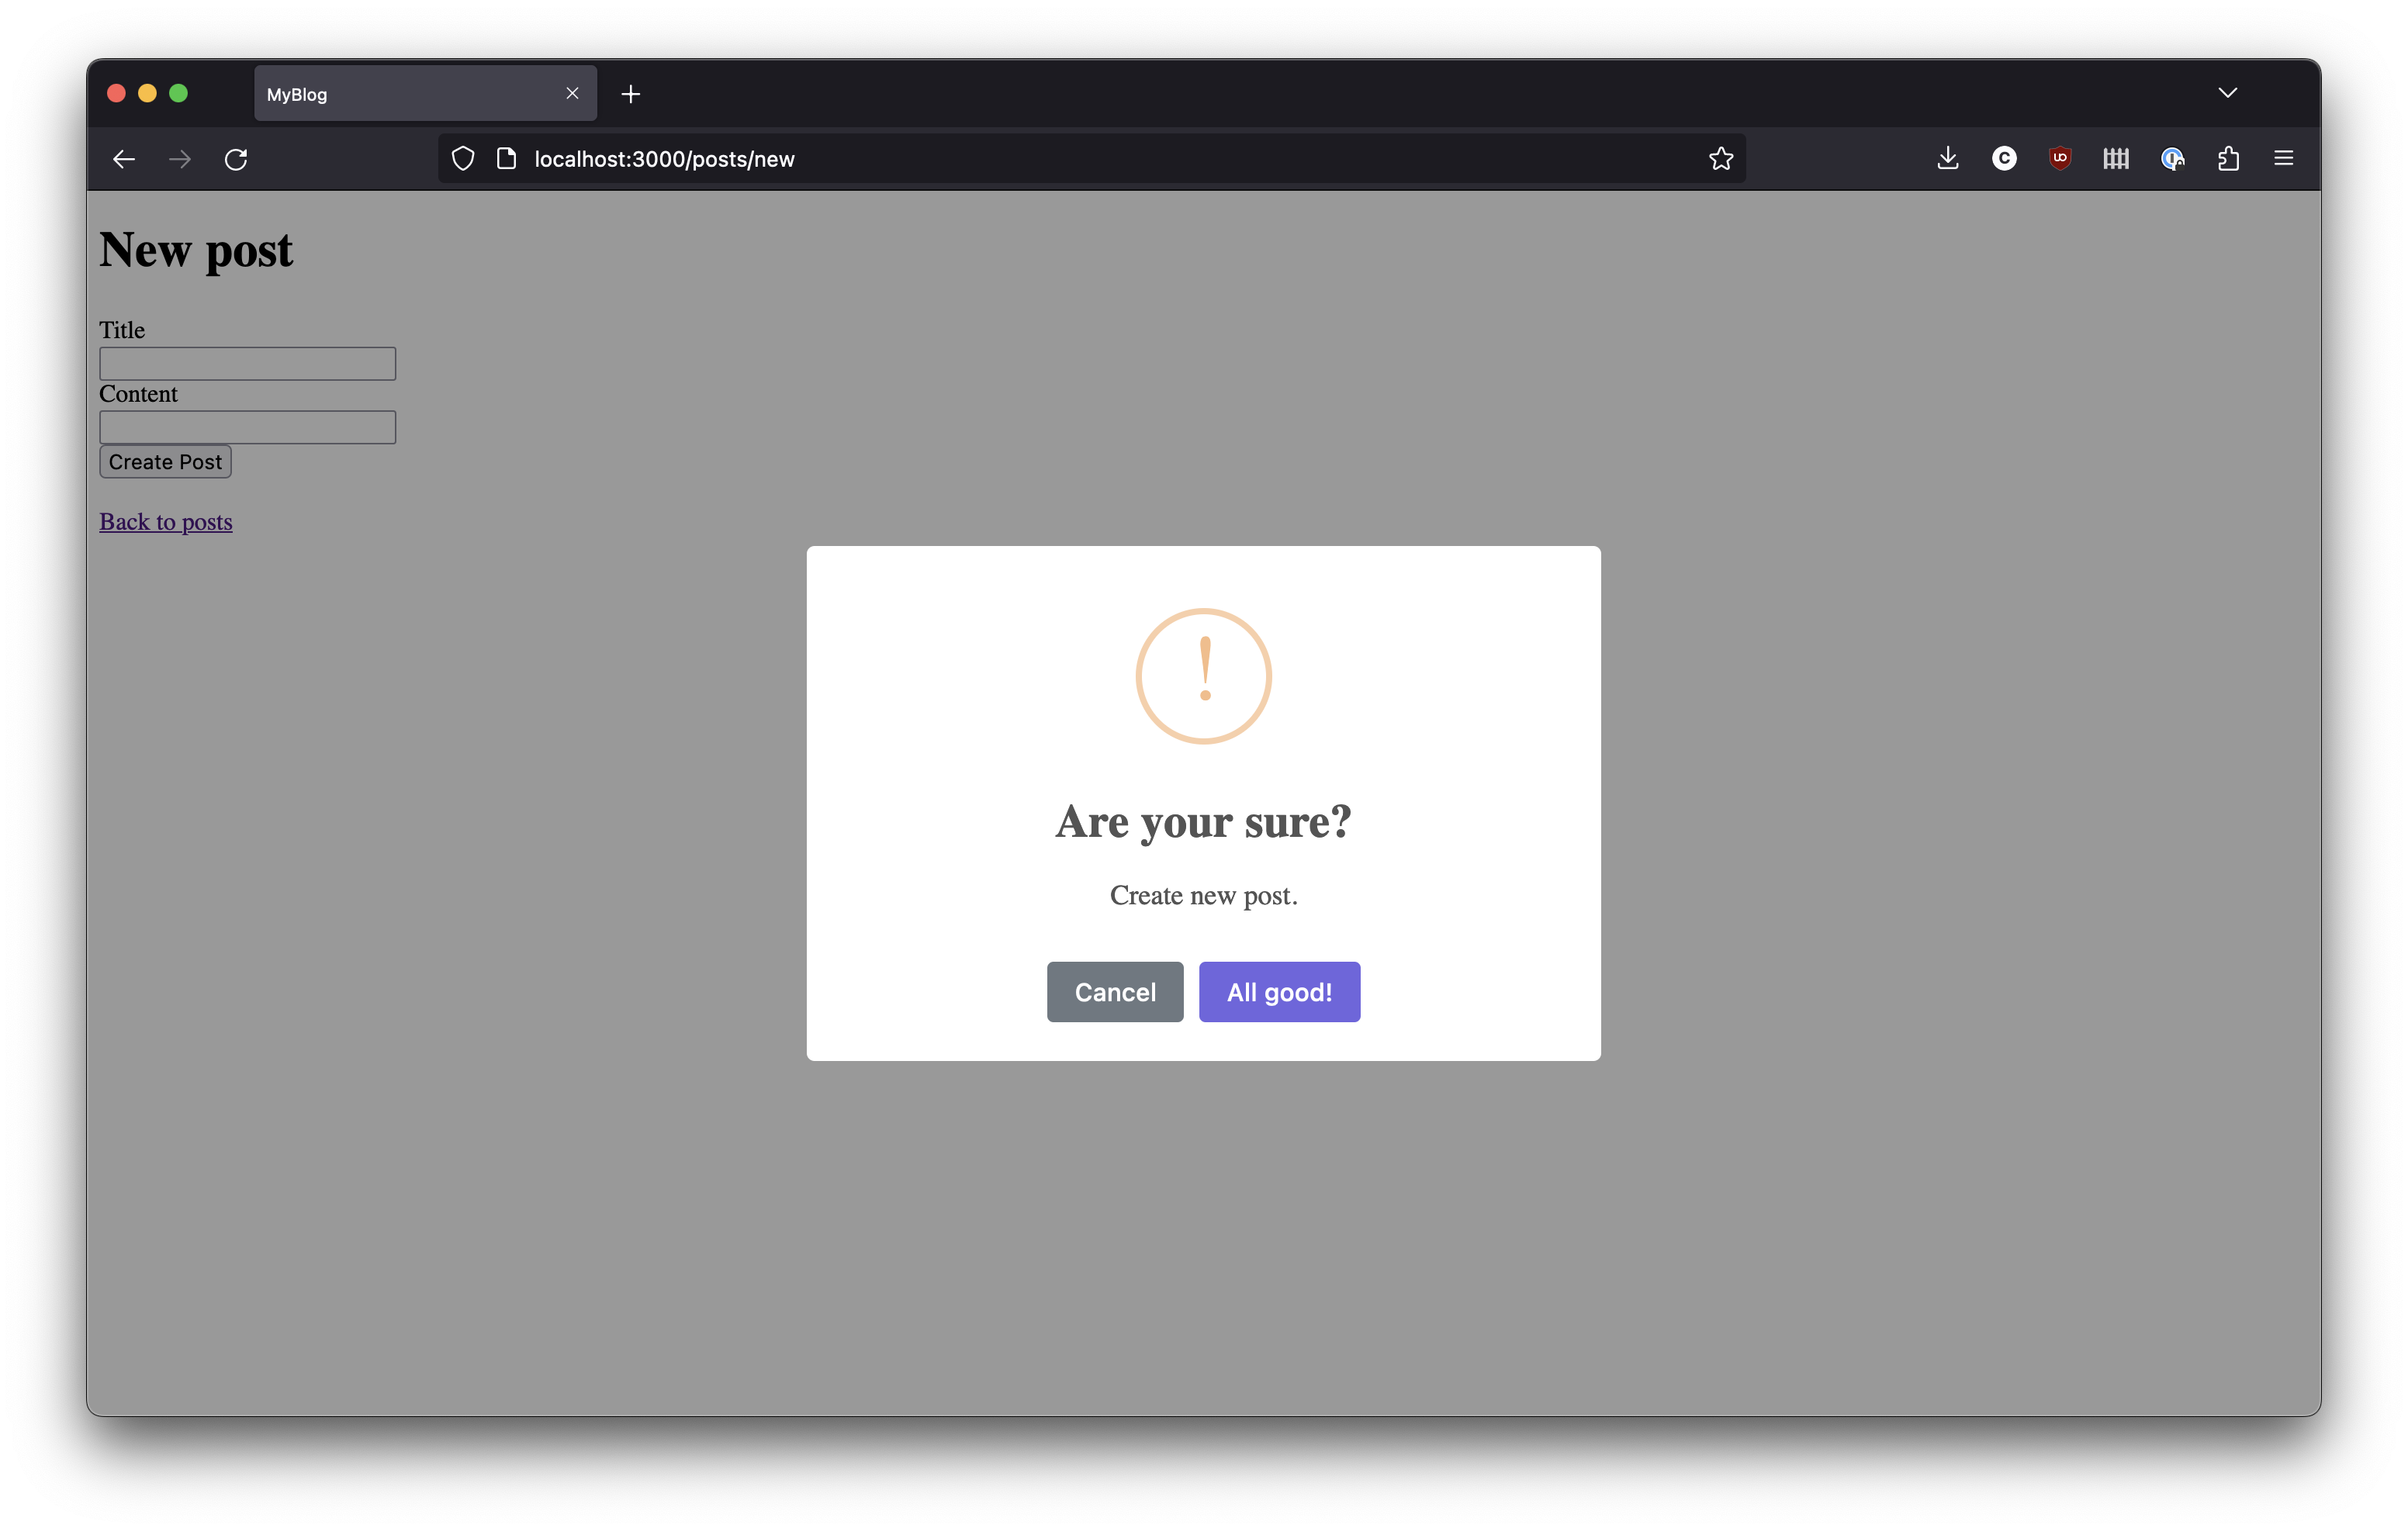 MyBlog
localhost:3000/posts/new
New post
Title
Content
Create Post
Back to posts
!
Are your sure?
Create new post.
Cancel All good!